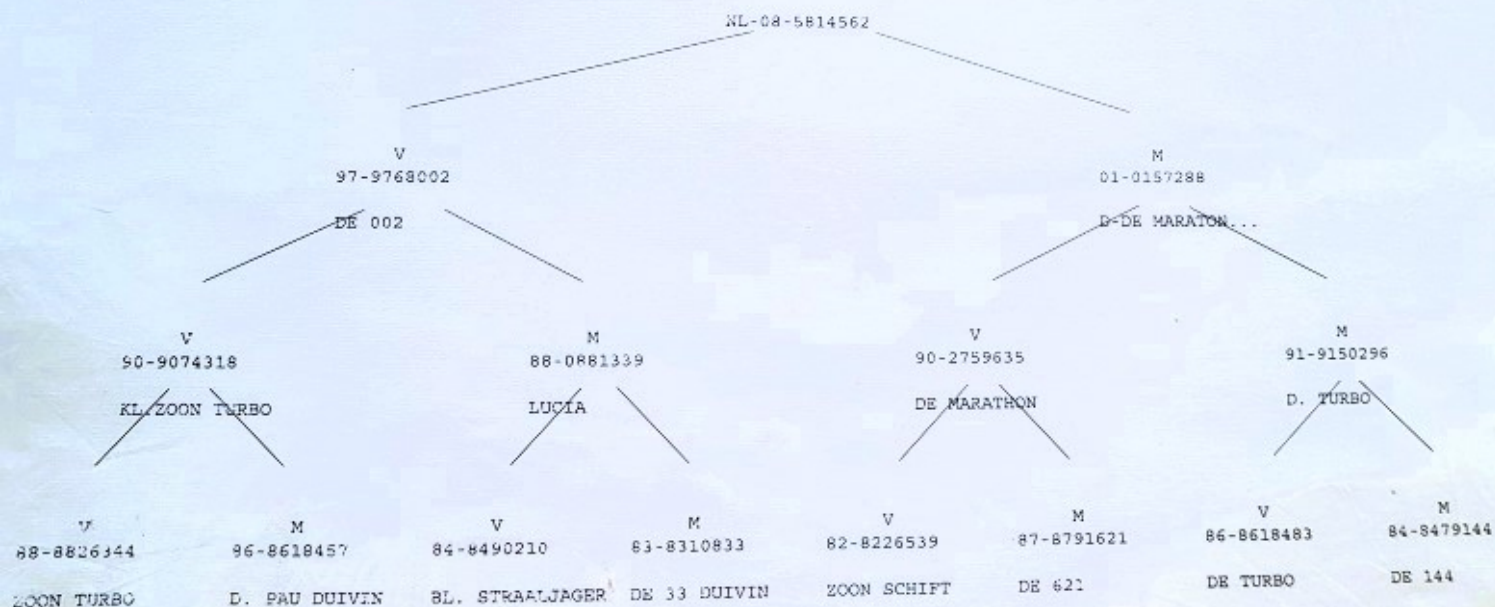 NL-08-5814562
V
97-9768002
DE 002
M
01-0157288
D-DE MARATON...
V
90-9074318
KL.ZOON TURBO
M
88-0881339
LUCIA
V
90-2759635
DE MARATHON
M
91-9150296
D. TURBO
V
88-8826344
ZOON TURBO
M
86-8618457
D. PAU DUIVIN
V
84-8490210
BL. STRAALJAGER
M
83-8310833
DE 33 DUIVIN
V
82-8226539
ZOON SCHIFT
M
87-8791621
DE 621
V
86-8618483
DE TURBO
M
84-8479144
DE 144